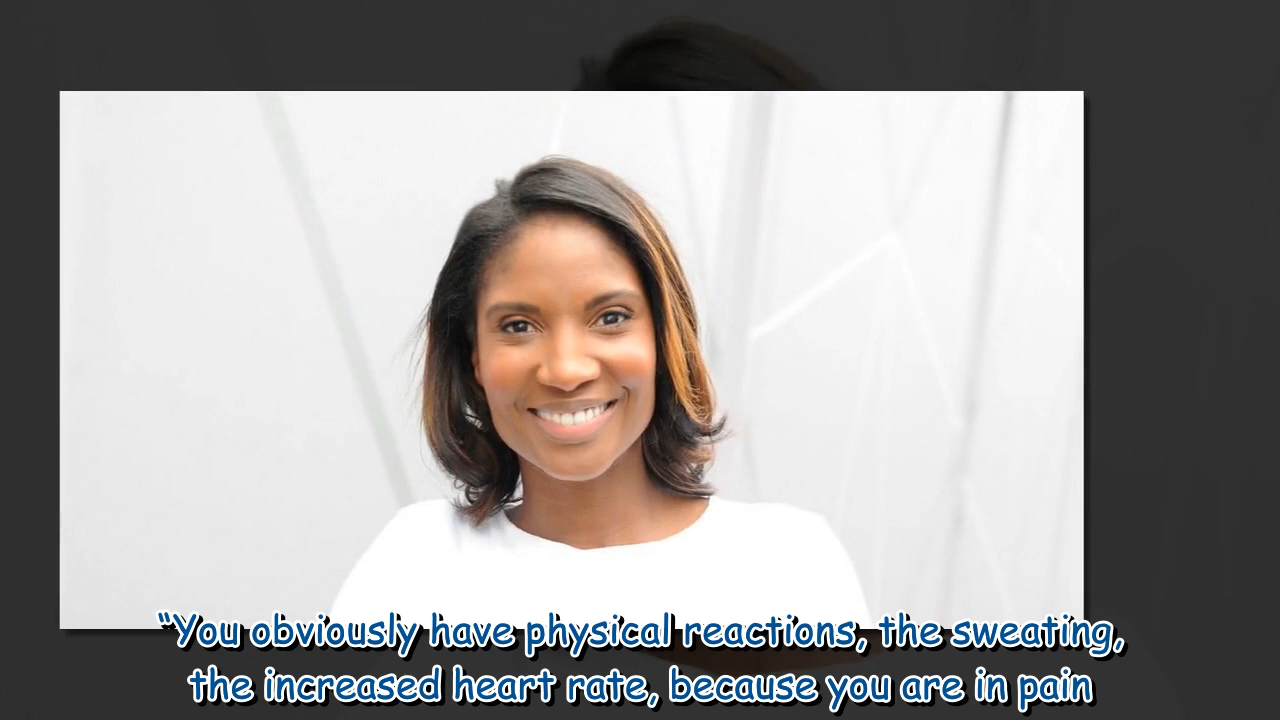 “You obviously have physical reactions, the sweating,
the increased heart rate, because you are in pain